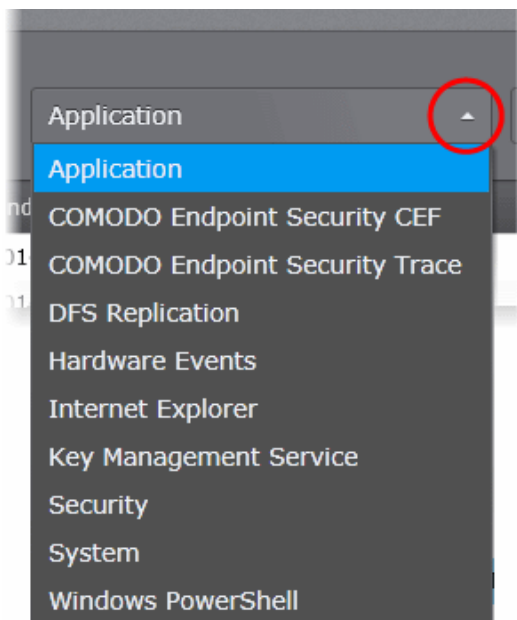 Application
Application
COMODO Endpoint Security CEF
COMODO Endpoint Security Trace
DFS Replication
Hardware Events
Internet Explorer
Key Management Service
Security
System
Windows PowerShell